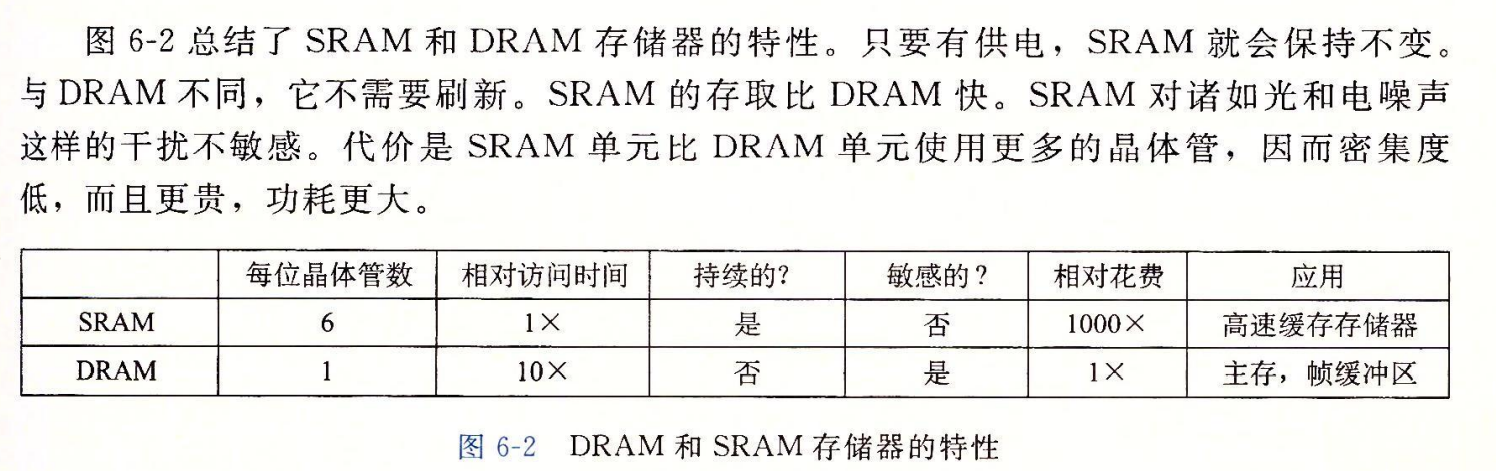 图 6-2 总结了 SRAM 和 DRAM 存储器的特性。只要有供电，SRAM 就会保持不变。
与 DRAM 不同，它不需要刷新。SRAM 的存取比 DRAM 快。SRAM 对诸如光和电噪声
这样的干扰不敏感。代价是 SRAM 单元比 DRAM 单元使用更多的晶体管，因而密集度
低，而且更贵，功耗更大。
每位晶体管数 相对访问时间 持续的？ 敏感的？ 相对花费 应用
SRAM 6 1× 是 否 1000× 高速缓存存储器
DRAM 1 10× 否 是 1× 主存，帧缓冲区
图 6-2 DRAM 和 SRAM 存储器的特性